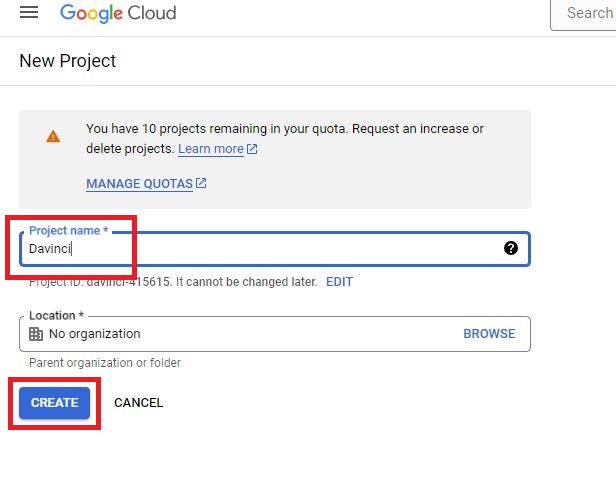 Google Cloud
Search
New Project
You have 10 projects remaining in your quota. Request an increase or
delete projects. Learn more
MANAGE QUOTAS
Project name *
Davinci
?
Project ID: davinci-415615. It cannot be changed later. EDIT
Location *
No organization BROWSE
Parent organization or folder
CREATE CANCEL